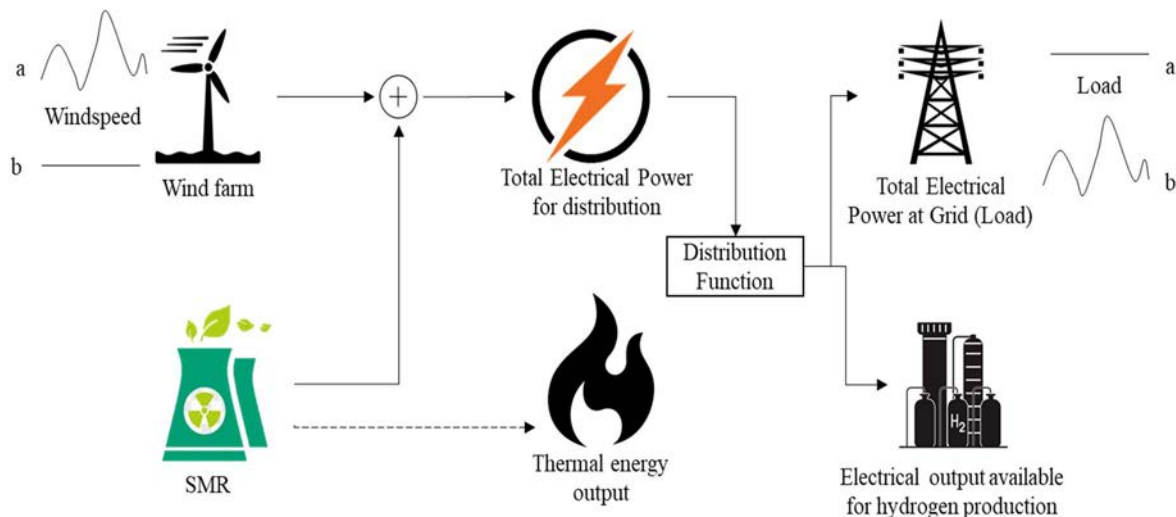 a
Windspeed
b
Wind farm
Total Electrical Power
for distribution
a
Load
b
Total Electrical
Power at Grid (Load)
Distribution
Function
SMR
Thermal energy
output
H2
Electrical output available
for hydrogen production